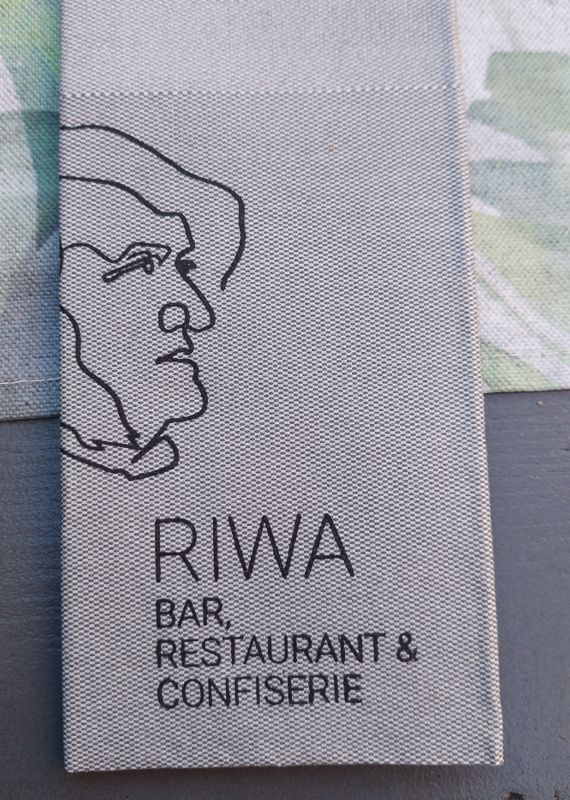 RIWA
BAR,
RESTAURANT &
CONFISERIE